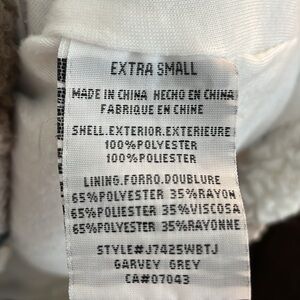 EXTRA SMALL
MADE IN CHINA HECHO EN CHINA
FABRIQUE EN CHINE
SHELL.EXTERIOR.EXTERIEURE
100%POLYESTER
100%POLIESTER
LINING.FORRO.DOUBLURE
65%POLYESTER 35%RAYON
65%POLIESTER 35%VISCOSA
65%POLYESTER 35%RAYONNE
STYLE#J7425WBTJ
GARVEY GREY
CA#07043